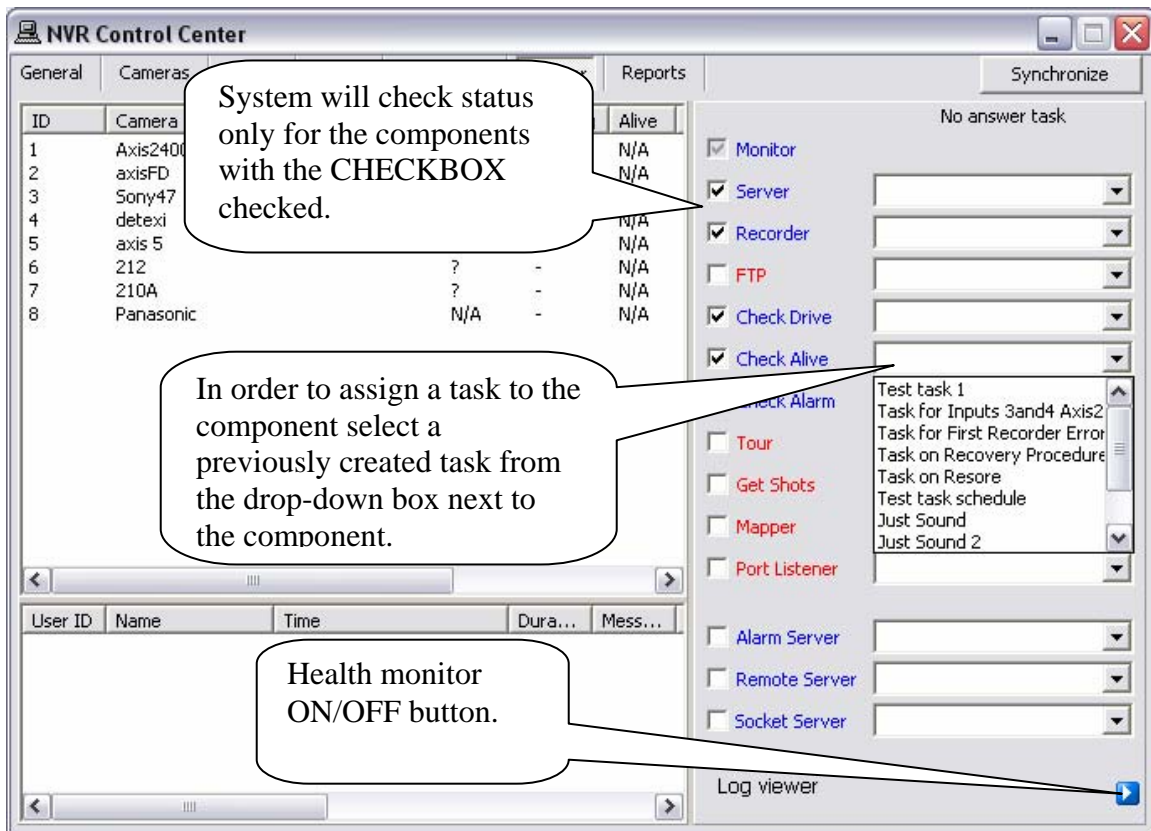 NVR Control Center
General Cameras Reports Synchronize
System will check status
only for the components
with the CHECKBOX
checked.
ID Camera Alive
1 Axis2400 N/A
2 axisFD N/A
3 Sony47 N/A
4 detexi N/A
5 axis 5 N/A
6 212 ? - N/A
7 210A ? - N/A
8 Panasonic N/A - N/A
In order to assign a task to the
component select a
previously created task from
the drop-down box next to
the component.
User ID Name Time Dura... Mess...
Health monitor
ON/OFF button.
No answer task
Monitor
Server
Recorder
FTP
Check Drive
Check Alive
Test task 1
Task for Inputs 3and4 Axis2
Task for First Recorder Error
Task on Recovery Procedure
Task on Resore
Test task schedule
Just Sound
Just Sound 2
Check Alarm
Tour
Get Shots
Mapper
Port Listener
Alarm Server
Remote Server
Socket Server
Log viewer